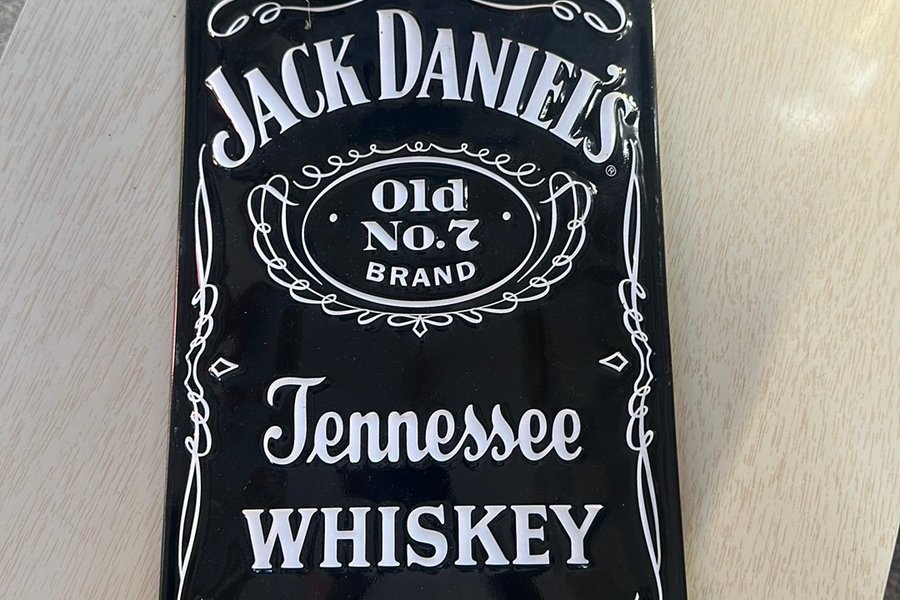 JACK DANIEL'S
®
Old
No.7
BRAND
Tennessee
WHISKEY